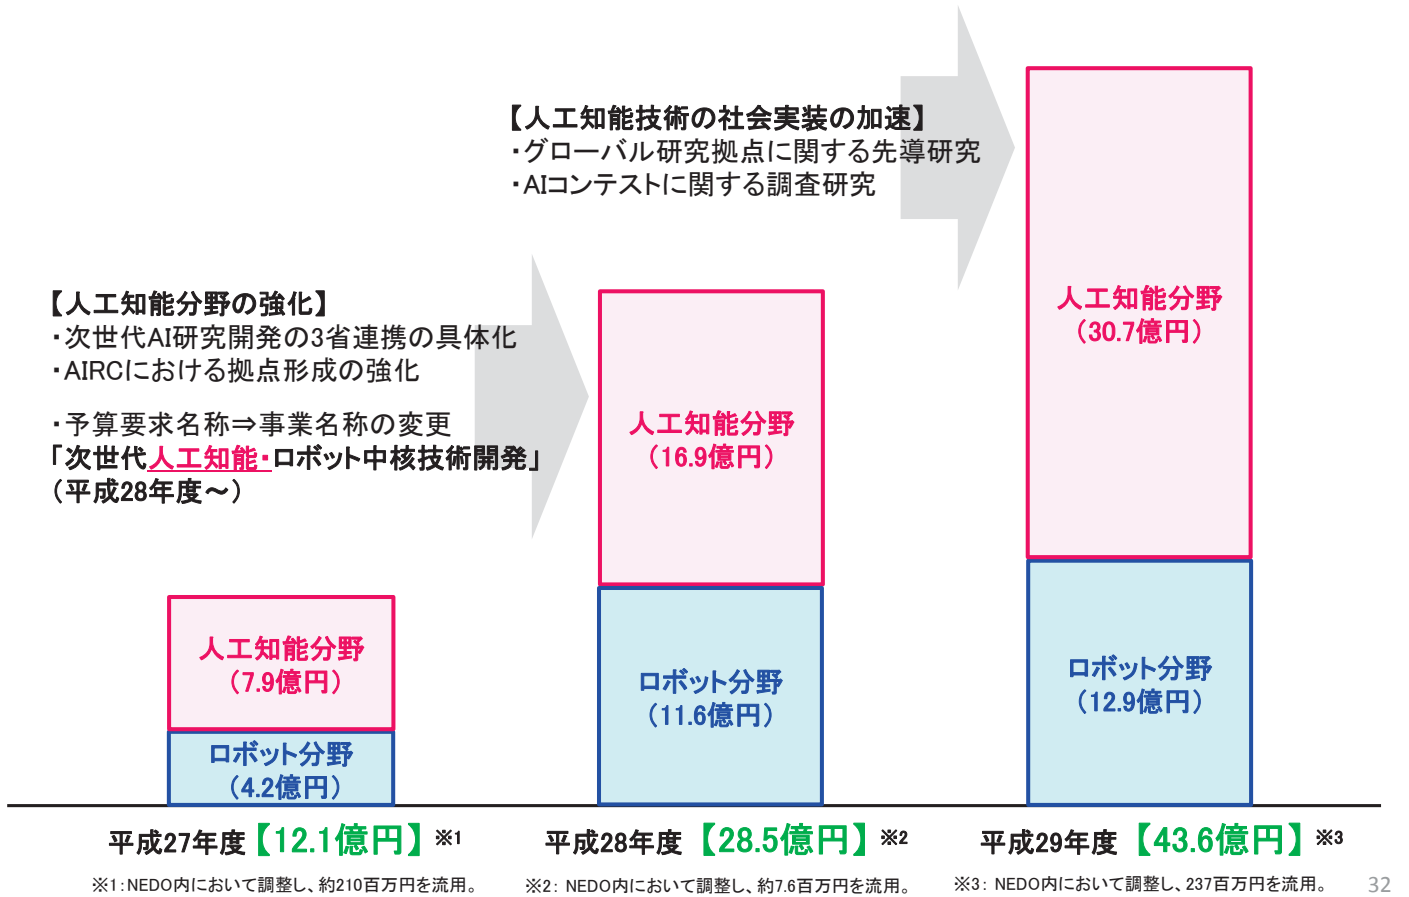 【人工知能技術の社会実装の加速】
・グローバル研究拠点に関する先導研究
・AIコンテストに関する調査研究
人工知能分野
（30.7億円）
【人工知能分野の強化】
・次世代AI研究開発の3省連携の具体化
・AIRCにおける拠点形成の強化
・予算要求名称⇒事業名称の変更
「次世代人工知能・ロボット中核技術開発」
（平成28年度～）
人工知能分野
（16.9億円）
人工知能分野
（7.9億円）
ロボット分野
（4.2億円）
ロボット分野
（11.6億円）
ロボット分野
（12.9億円）
平成27年度【12.1億円】※1
平成28年度【28.5億円】※2
平成29年度【43.6億円】※3
※1：NEDO内において調整し、約210百万円を流用。
※2： NEDO内において調整し、約7.6百万円を流用。
※3： NEDO内において調整し、237百万円を流用。
32